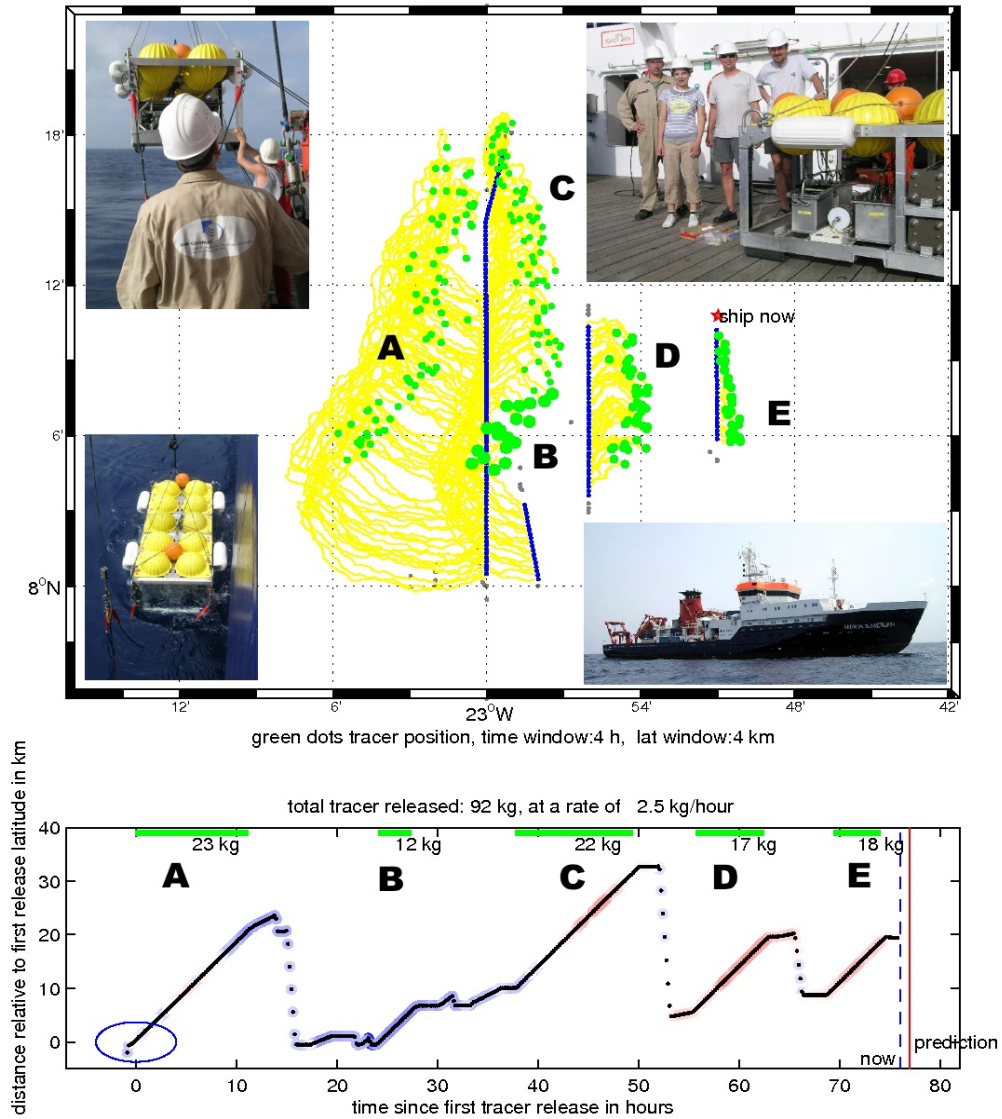 18'
C
12'
ship now
A
D
E
6'
B
8°N
MARIA S. MERIAN
12'
6'
23°W
54'
48'
42'
green dots tracer position, time window:4 h, lat window:4 km
distance relative to first release latitude in km
total tracer released: 92 kg, at a rate of 2.5 kg/hour
40
30
20
10
0
23 kg
12 kg
22 kg
17 kg
18 kg
A
B
C
D
E
now
prediction
0
10
20
30
40
50
60
70
80
time since first tracer release in hours